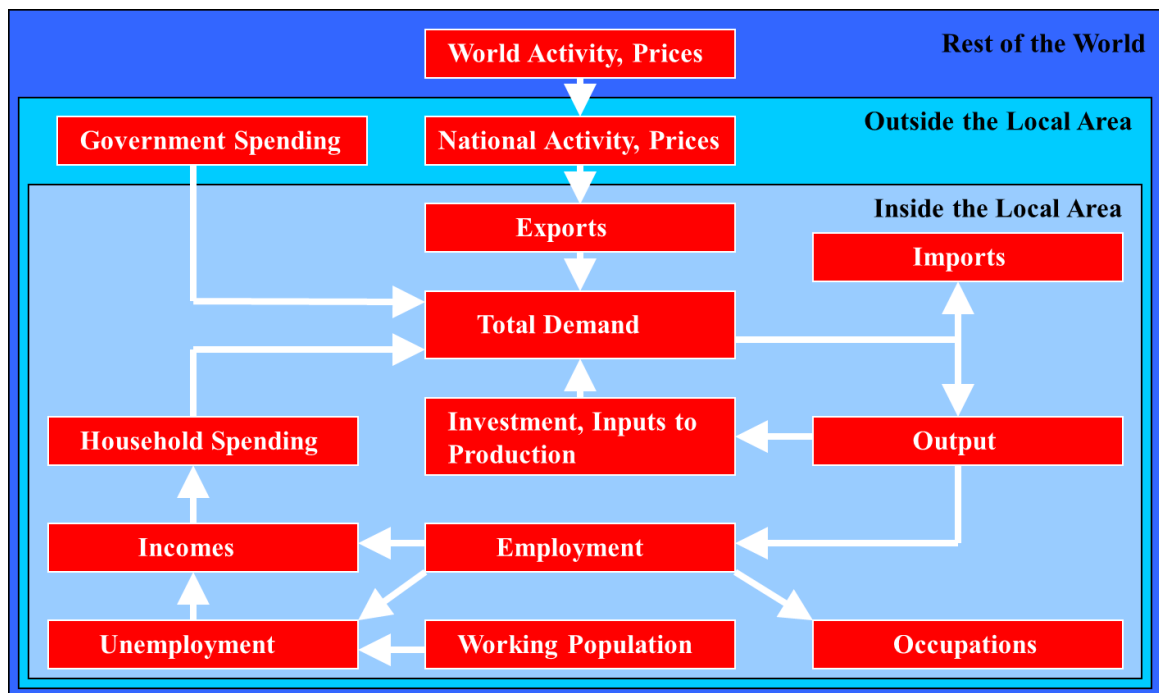 Rest of the World
World Activity, Prices
Outside the Local Area
Government Spending
National Activity, Prices
Inside the Local Area
Exports
Imports
Total Demand
Household Spending
Investment, Inputs to
Production
Output
Incomes
Employment
Unemployment
Working Population
Occupations